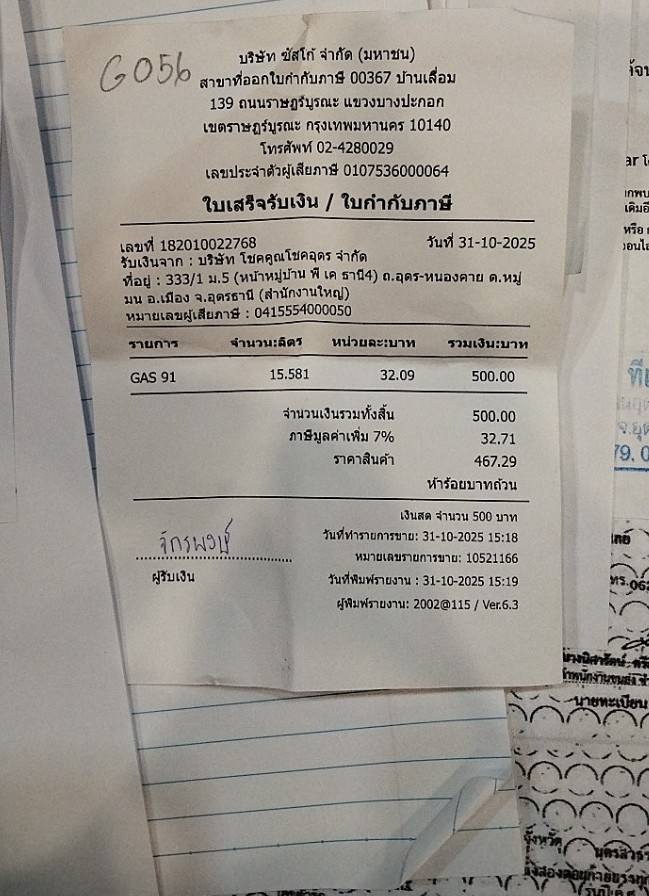 G056
บริษัท ซัสโก้ จำกัด (มหาชน)
สาขาที่ออกใบกำกับภาษี 00367 ปานเลื่อม
139 ถนนราษฎร์บูรณะ แขวงบางปะกอก
เขตราษฎร์บูรณะ กรุงเทพมหานคร 10140
โทรศัพท์ 02-4280029
เลขประจำตัวผู้เสียภาษี 0107536000064
ใบเสร็จรับเงิน / ใบกำกับภาษี
เลขที่ 182010022768 วันที่ 31-10-2025
รับเงินจาก : บริษัท โชคคูณโชคอุดร จำกัด
ที่อยู่ : 333/1 ม.5 (หน้าหมู่บ้าน พี เค ธานี4) ถ.อุดร-หนองคาย ต.หมู่
มน อ.เมือง จ.อุดรธานี (สำนักงานใหญ่)
หมายเลขผู้เสียภาษี : 0415554000050
รายการ จำนวน:ลิตร หน่วยละ:บาท รวมเงิน:บาท
GAS 91 15.581 32.09 500.00
จำนวนเงินรวมทั้งสิ้น 500.00
ภาษีมูลค่าเพิ่ม 7% 32.71
ราคาสินค้า 467.29
ห้าร้อยบาทถ้วน
เงินสด จำนวน 500 บาท
วันที่ทำรายการขาย: 31-10-2025 15:18
หมายเลขรายการขาย: 10521166
จักรพงษ์
ผู้รับเงิน
วันที่พิมพ์รายงาน : 31-10-2025 15:19
ผู้พิมพ์รายงาน: 2002@115 / Ver.6.3
นายทะเบียน